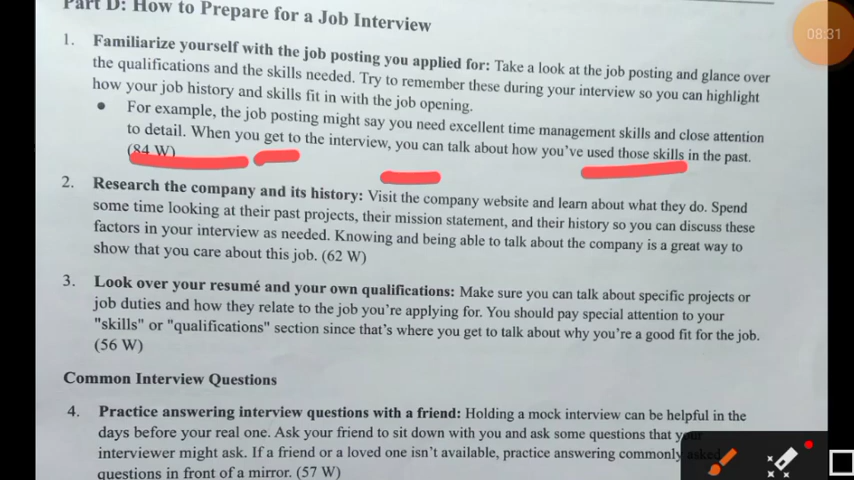 Part D: How to Prepare for a Job Interview
1. Familiarize yourself with the job posting you applied for: Take a look at the job posting and glance over
the qualifications and the skills needed. Try to remember these during your interview so you can highlight
how your job history and skills fit in with the job opening.
• For example, the job posting might say you need excellent time management skills and close attention
to detail. When you get to the interview, you can talk about how you've used those skills in the past.
(84 W)
2. Research the company and its history: Visit the company website and learn about what they do. Spend
some time looking at their past projects, their mission statement, and their history so you can discuss these
factors in your interview as needed. Knowing and being able to talk about the company is a great way to
show that you care about this job. (62 W)
3. Look over your resumé and your own qualifications: Make sure you can talk about specific projects or
job duties and how they relate to the job you're applying for. You should pay special attention to your
"skills" or "qualifications" section since that's where you get to talk about why you're a good fit for the job.
(56 W)
Common Interview Questions
4. Practice answering interview questions with a friend: Holding a mock interview can be helpful in the
days before your real one. Ask your friend to sit down with you and ask some questions that your
interviewer might ask. If a friend or a loved one isn't available, practice answering commonly asked
questions in front of a mirror. (57 W)
08:31